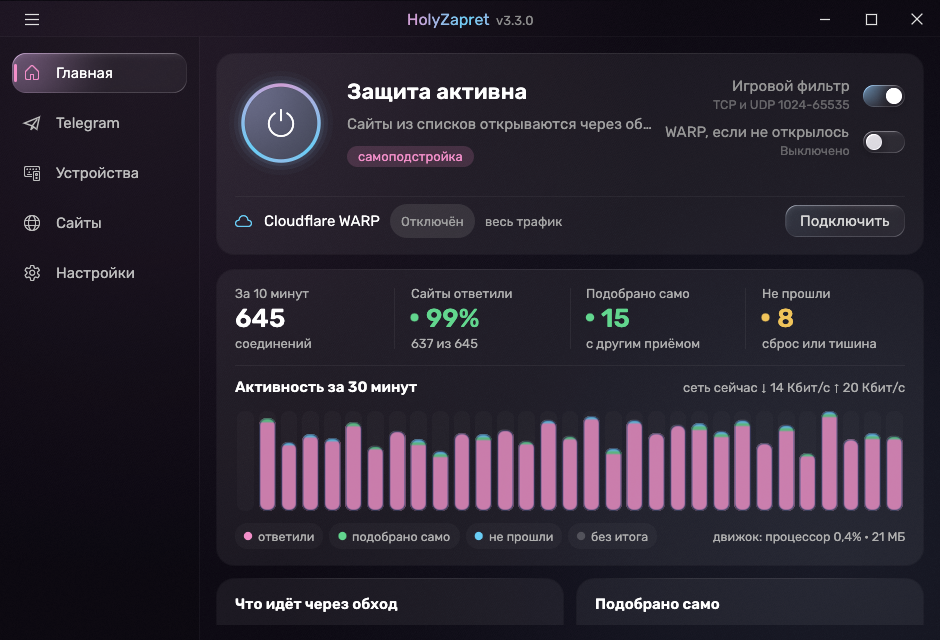 HolyZapret v3.3.0
Главная
Telegram
Устройства
Сайты
Настройки
Защита активна
Сайты из списков открываются через об...
самоподстройка
Игровой фильтр
TCP и UDP 1024-65535
WARP, если не открылось
Выключено
Cloudflare WARP Отключён весь трафик Подключить
За 10 минут
645
соединений
Сайты ответили
99%
637 из 645
Подобрано само
15
с другим приёмом
Не прошли
8
сброс или тишина
Активность за 30 минут
сеть сейчас ↓ 14 Кбит/с ↑ 20 Кбит/с
ответили подобрано само не прошли без итога
движок: процессор 0,4% • 21 МБ
Что идёт через обход
Подобрано само